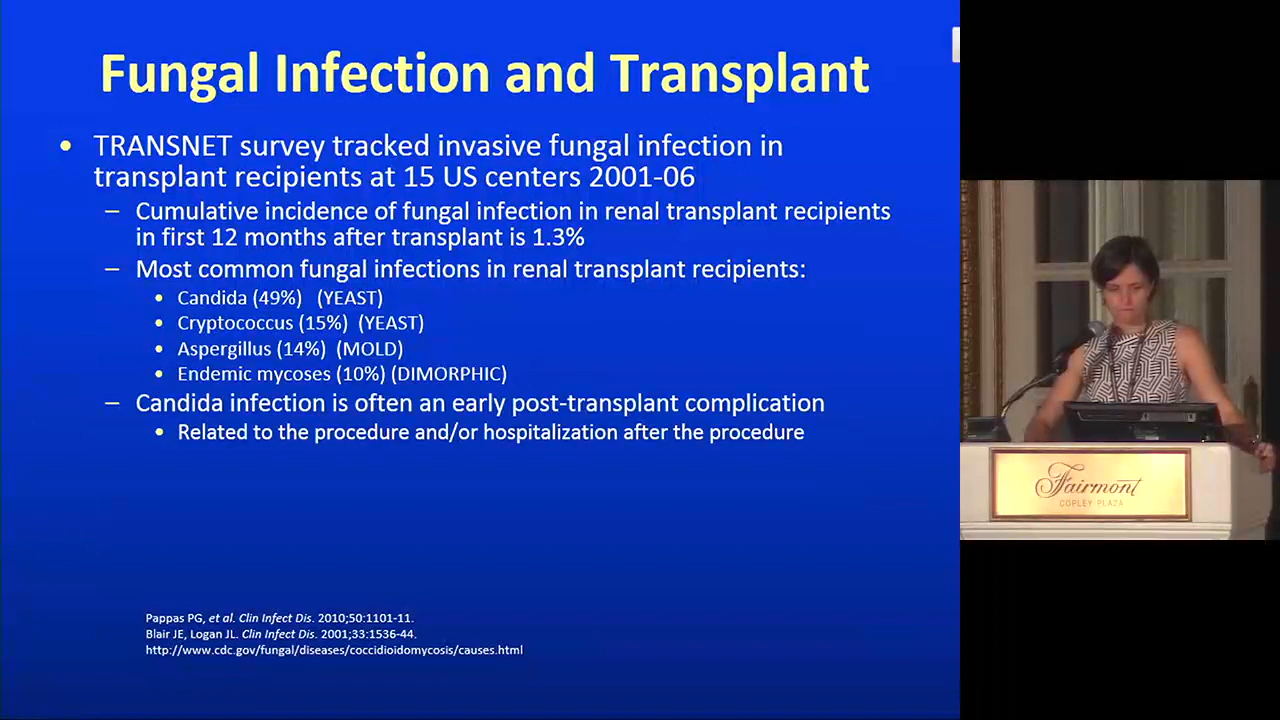 Fungal Infection and Transplant
• TRANSNET survey tracked invasive fungal infection in
transplant recipients at 15 US centers 2001-06
– Cumulative incidence of fungal infection in renal transplant recipients
in first 12 months after transplant is 1.3%
– Most common fungal infections in renal transplant recipients:
• Candida (49%) (YEAST)
• Cryptococcus (15%) (YEAST)
• Aspergillus (14%) (MOLD)
• Endemic mycoses (10%) (DIMORPHIC)
– Candida infection is often an early post-transplant complication
• Related to the procedure and/or hospitalization after the procedure
Pappas PG, et al. Clin Infect Dis. 2010;50:1101-11.
Blair JE, Logan JL. Clin Infect Dis. 2001;33:1536-44.
http://www.cdc.gov/fungal/diseases/coccidioidomycosis/causes.html
Fairmont
COPLEY PLAZA